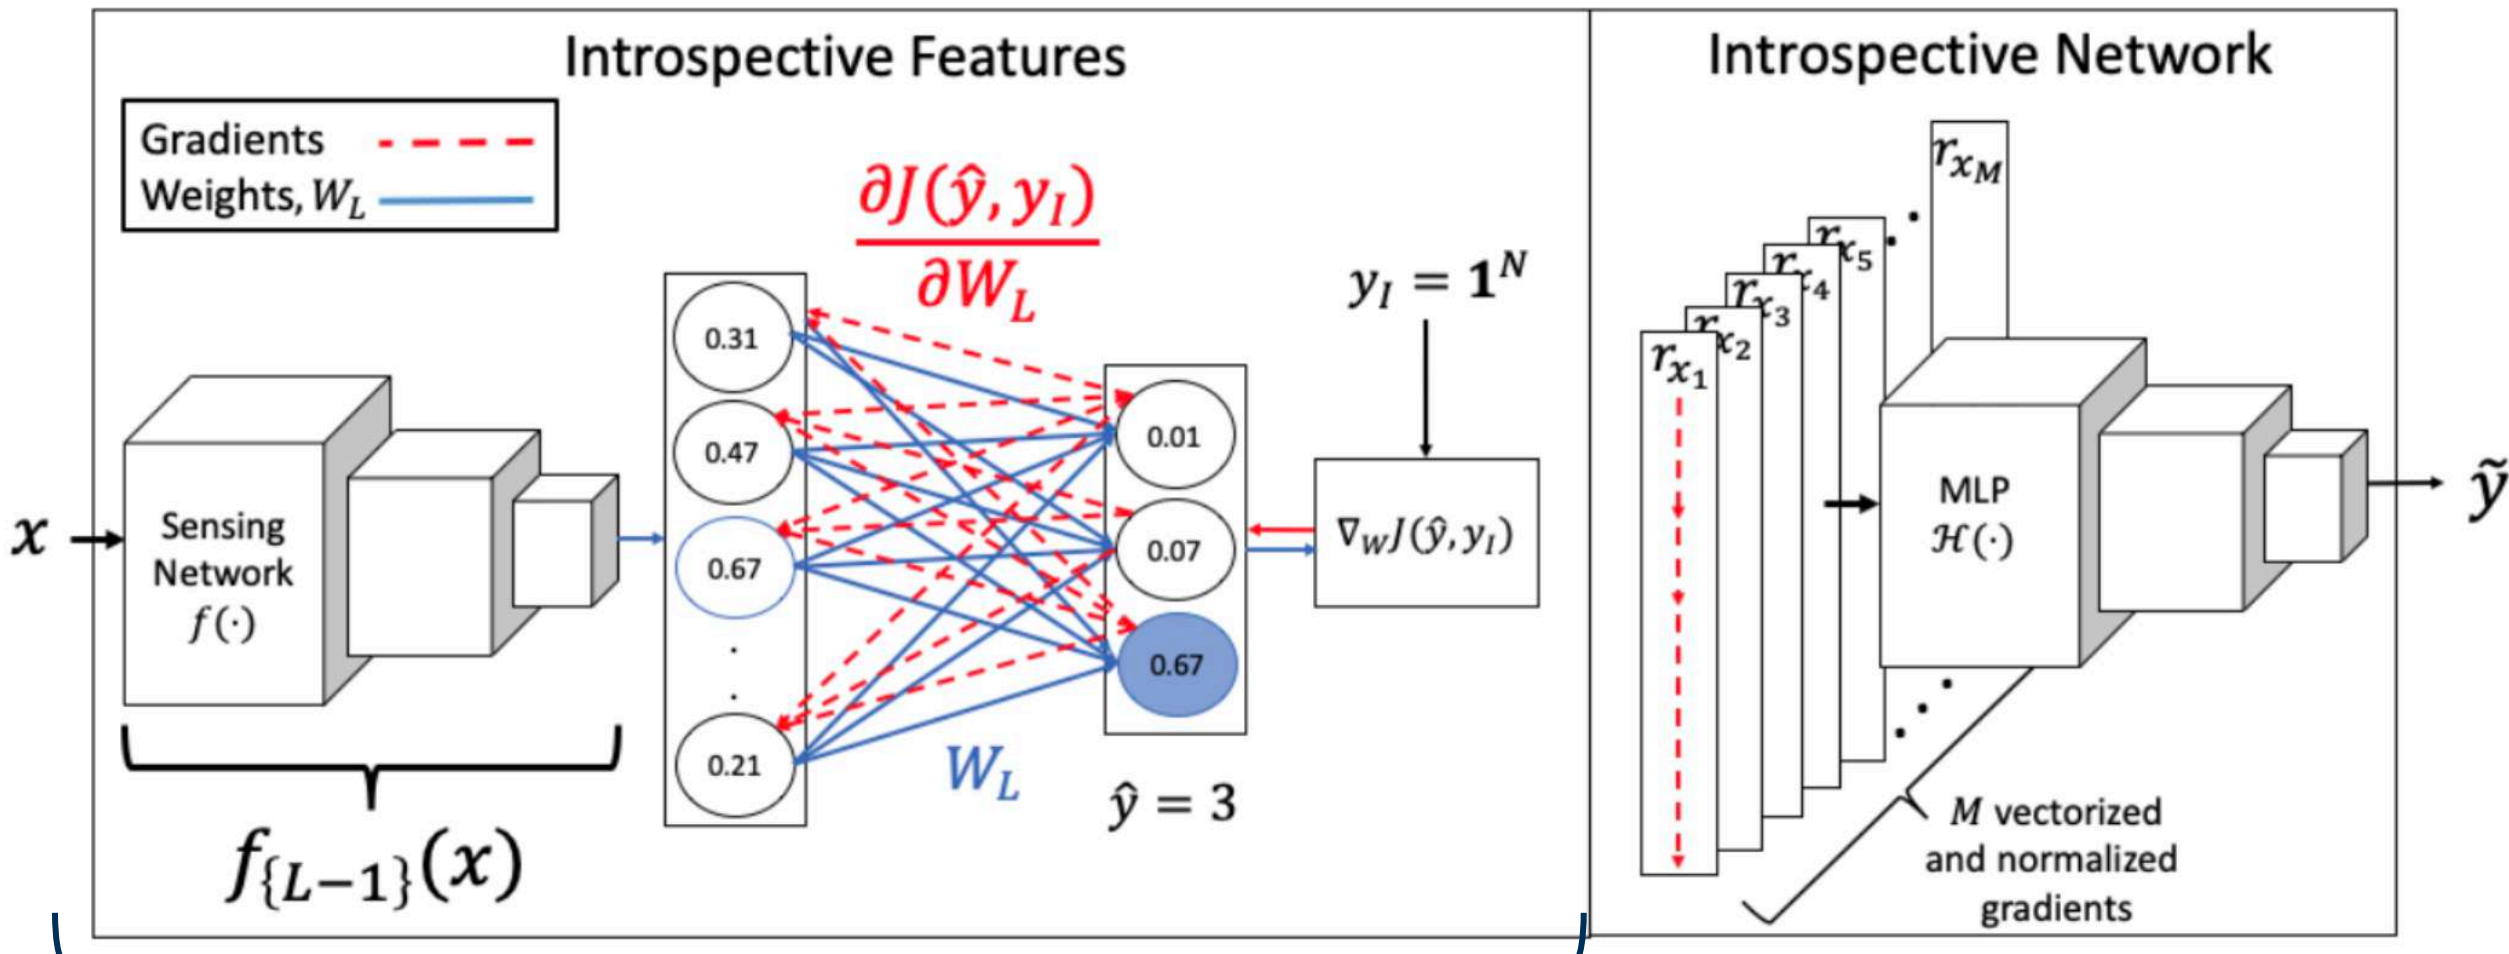 Introspective Features
Gradients
Weights, W_L
x
Sensing
Network
f(·)
f_{L−1}(x)
0.31
0.47
0.67
.
.
0.21
∂J(ŷ, y_I)
∂W_L
W_L
0.01
0.07
0.67
ŷ = 3
y_I = 1^N
∇_W J(ŷ, y_I)
Introspective Network
r_{x_1}
r_{x_2}
r_{x_3}
r_{x_4}
r_{x_5}
r_{x_M}
MLP
ℋ(·)
ỹ
M vectorized
and normalized
gradients